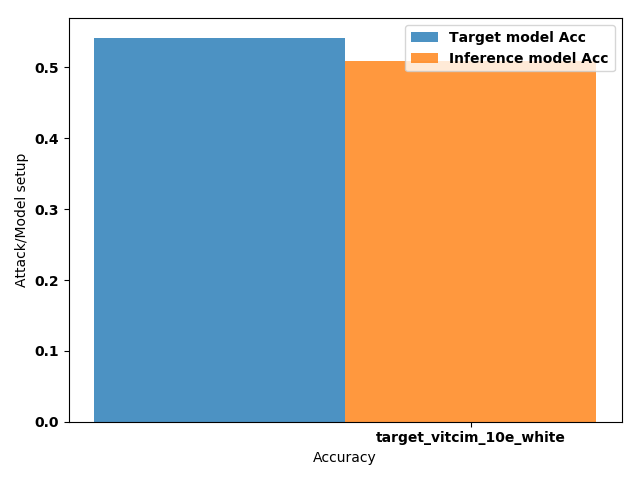 Target model Acc
Inference model Acc
0.5
0.4
0.3
0.2
0.1
0.0
Attack/Model setup
target_vitcim_10e_white
Accuracy